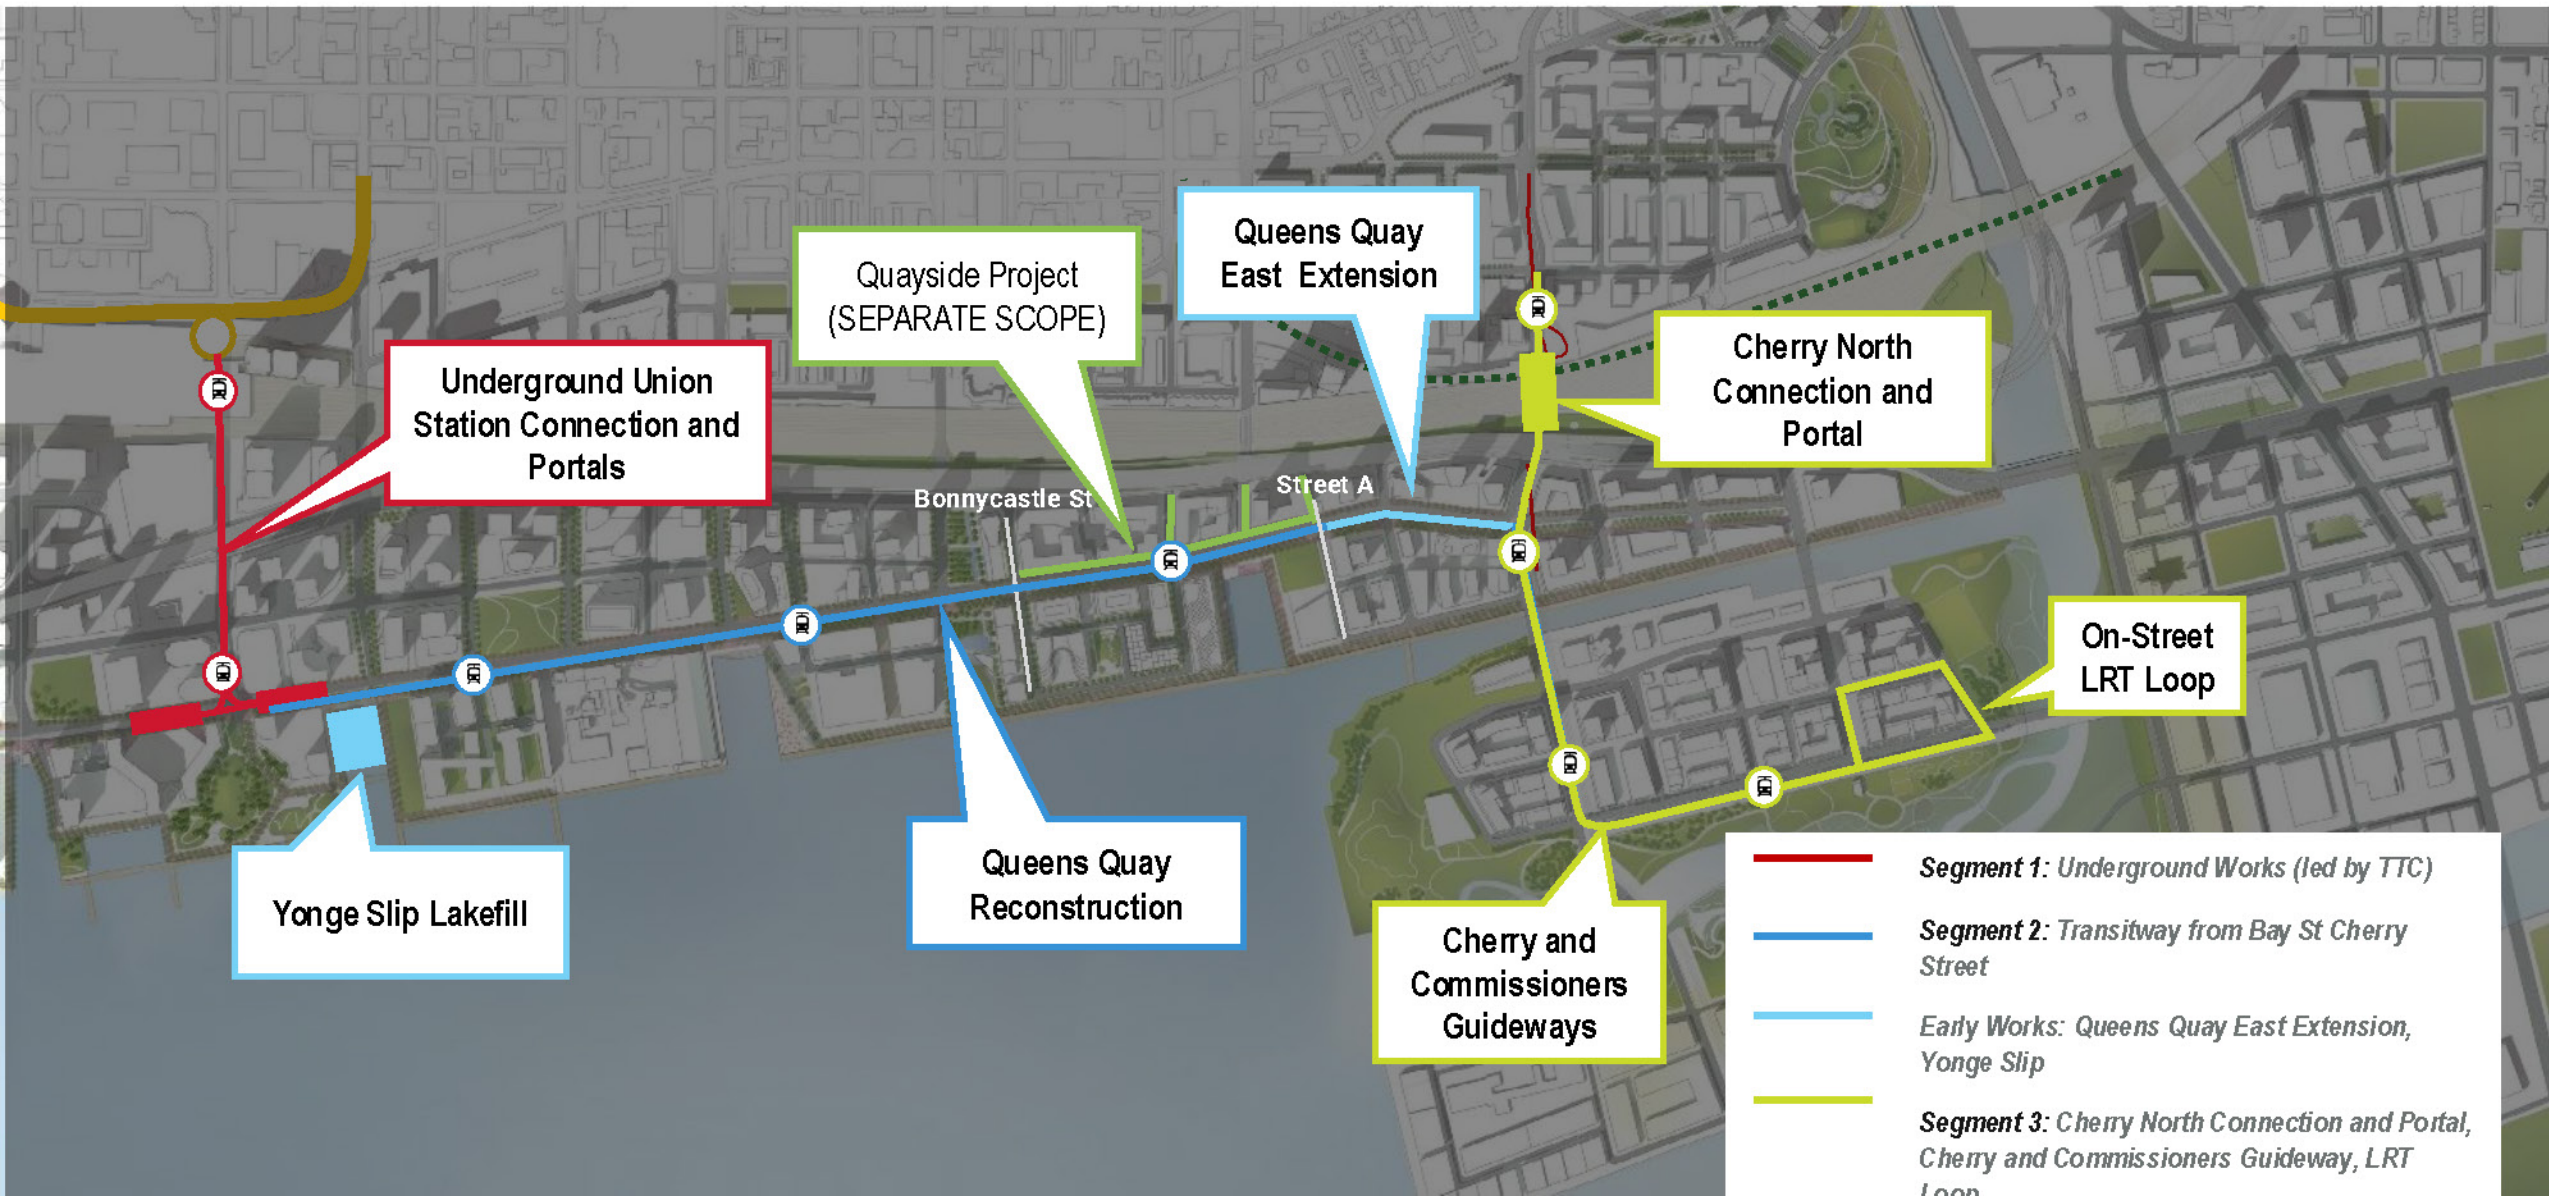 Queens Quay
East Extension
Quayside Project
(SEPARATE SCOPE)
Cherry North
Connection and
Portal
Underground Union
Station Connection and
Portals
Bonnycastle St
Street A
On-Street
LRT Loop
Yonge Slip Lakefill
Queens Quay
Reconstruction
Cherry and
Commissioners
Guideways
Segment 1: Underground Works (led by TTC)
Segment 2: Transitway from Bay St Cherry
Street
Early Works: Queens Quay East Extension,
Yonge Slip
Segment 3: Cherry North Connection and Portal,
Cherry and Commissioners Guideway, LRT
Loop